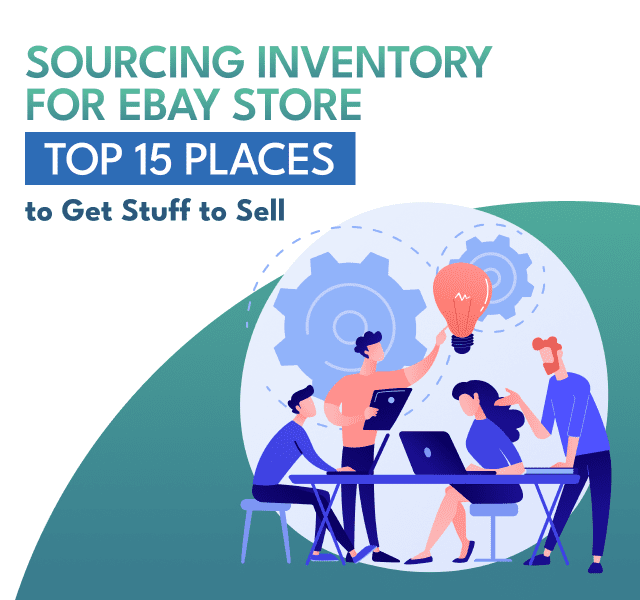 SOURCING INVENTORY
FOR EBAY STORE
TOP 15 PLACES
to Get Stuff to Sell